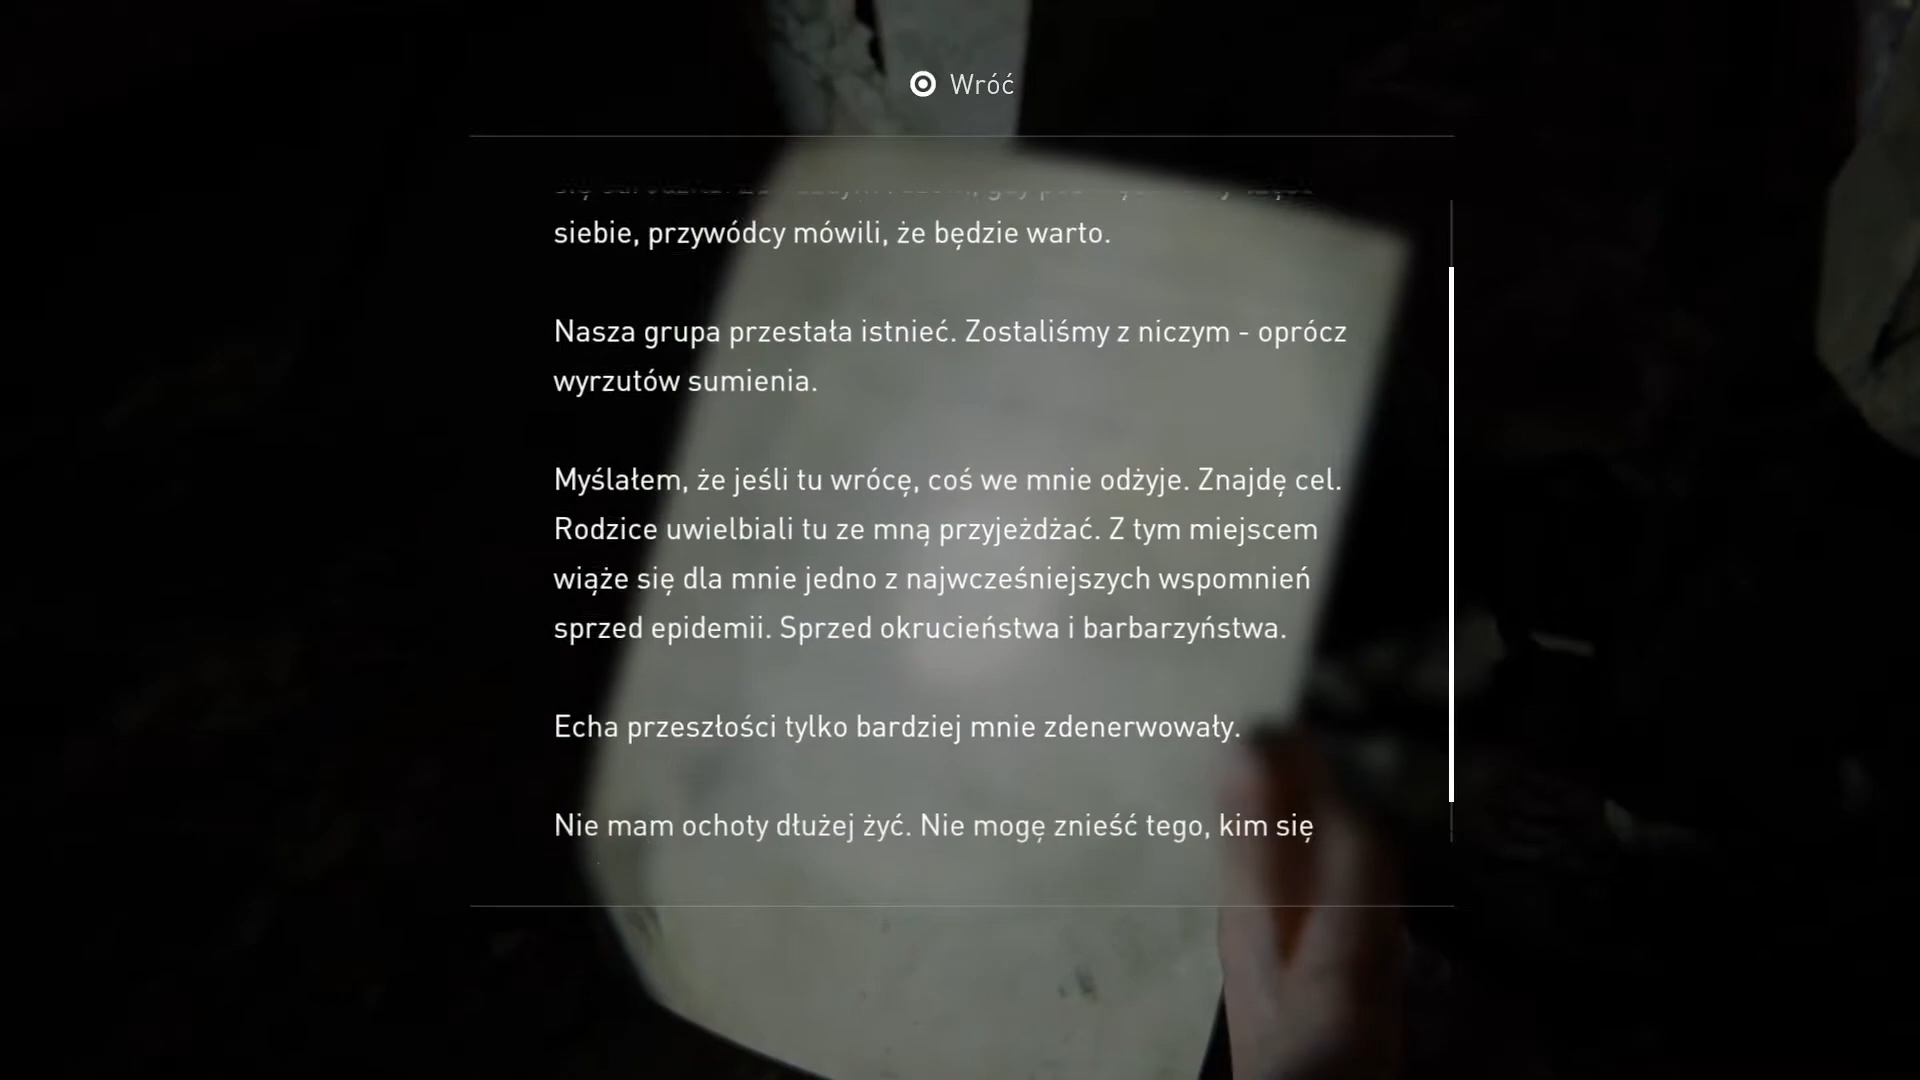 Wróć
siebie, przywódcy mówili, że będzie warto.
Nasza grupa przestała istnieć. Zostaliśmy z niczym - oprócz
wyrzutów sumienia.
Myślałem, że jeśli tu wrócę, coś we mnie odżyje. Znajdę cel.
Rodzice uwielbiali tu ze mną przyjeżdżać. Z tym miejscem
wiąże się dla mnie jedno z najwcześniejszych wspomnień
sprzed epidemii. Sprzed okrucieństwa i barbarzyństwa.
Echa przeszłości tylko bardziej mnie zdenerwowały.
Nie mam ochoty dłużej żyć. Nie mogę znieść tego, kim się